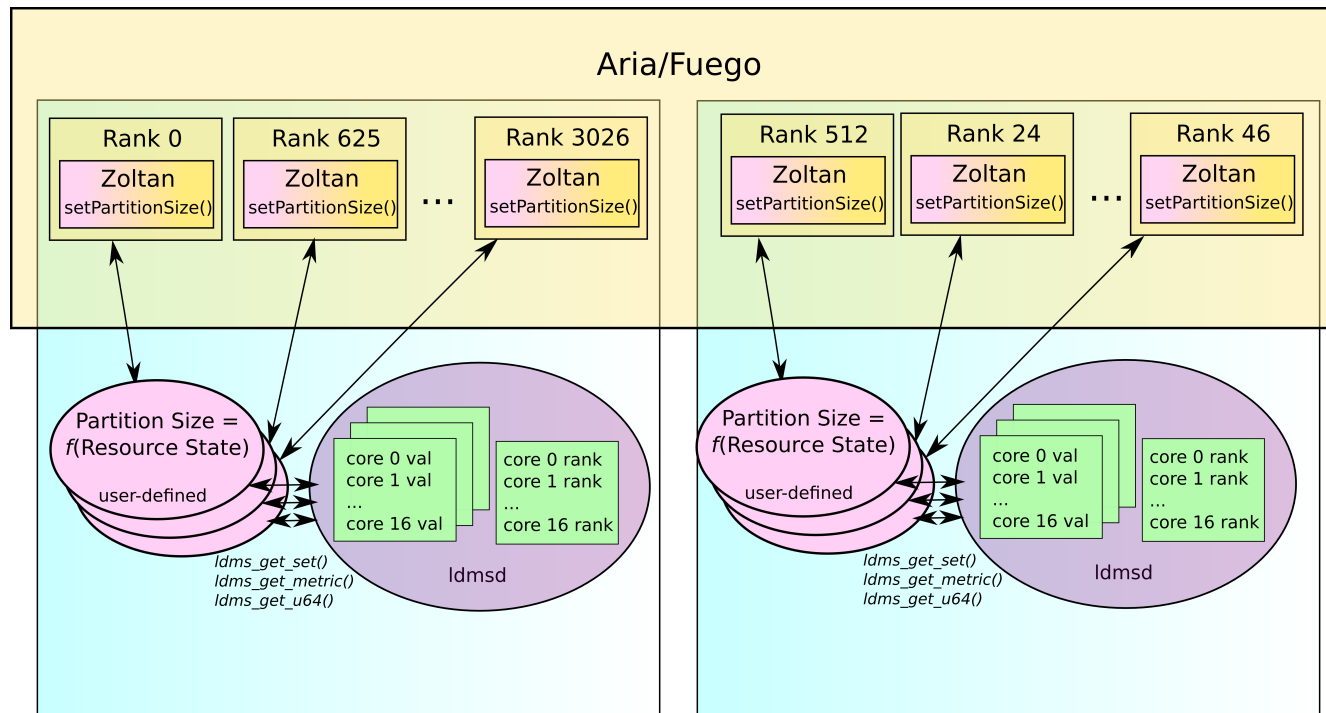 Aria/Fuego
Rank 0
Zoltan
setPartitionSize()
Rank 625
Zoltan
setPartitionSize()
...
Rank 3026
Zoltan
setPartitionSize()
Rank 512
Zoltan
setPartitionSize()
Rank 24
Zoltan
setPartitionSize()
...
Rank 46
Zoltan
setPartitionSize()
Partition Size =
f(Resource State)
user-defined
core 0 val
core 1 val
...
core 16 val
core 0 rank
core 1 rank
...
core 16 rank
ldmsd
ldms_get_set()
ldms_get_metric()
ldms_get_u64()
Partition Size =
f(Resource State)
user-defined
core 0 val
core 1 val
...
core 16 val
core 0 rank
core 1 rank
...
core 16 rank
ldmsd
ldms_get_set()
ldms_get_metric()
ldms_get_u64()